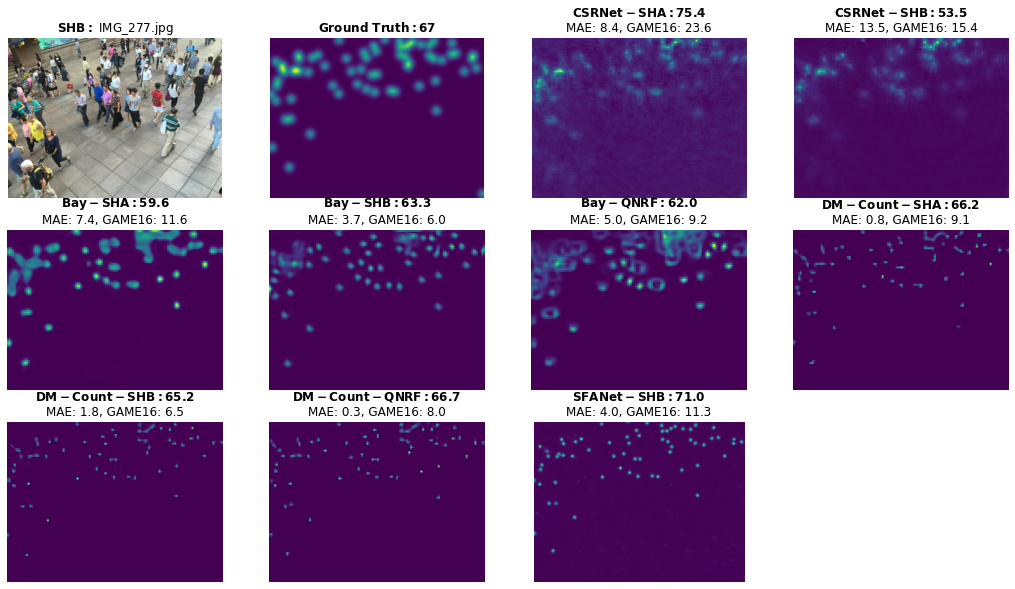 SHB: IMG_277.jpg
Ground Truth: 67
CSRNet−SHA: 75.4
MAE: 8.4, GAME16: 23.6
CSRNet−SHB: 53.5
MAE: 13.5, GAME16: 15.4
Bay−SHA: 59.6
MAE: 7.4, GAME16: 11.6
Bay−SHB: 63.3
MAE: 3.7, GAME16: 6.0
Bay−QNRF: 62.0
MAE: 5.0, GAME16: 9.2
DM−Count−SHA: 66.2
MAE: 0.8, GAME16: 9.1
DM−Count−SHB: 65.2
MAE: 1.8, GAME16: 6.5
DM−Count−QNRF: 66.7
MAE: 0.3, GAME16: 8.0
SFANet−SHB: 71.0
MAE: 4.0, GAME16: 11.3